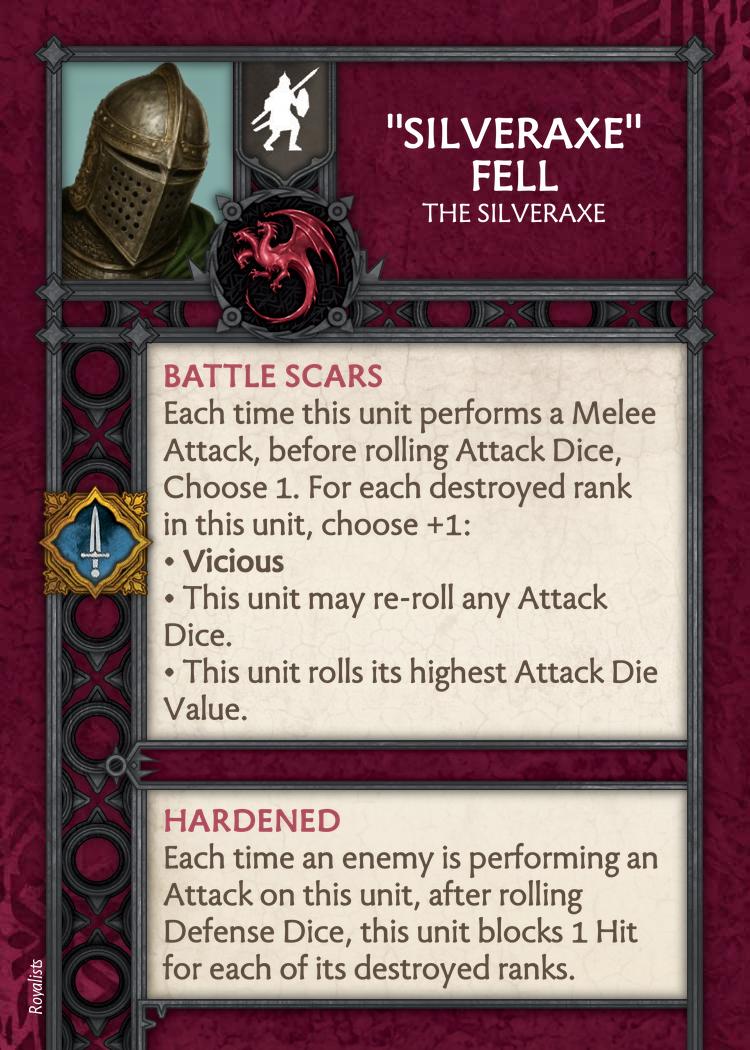 "SILVERAXE"
FELL
THE SILVERAXE
BATTLE SCARS
Each time this unit performs a Melee
Attack, before rolling Attack Dice,
Choose 1. For each destroyed rank
in this unit, choose +1:
• Vicious
• This unit may re-roll any Attack
Dice.
• This unit rolls its highest Attack Die
Value.
HARDENED
Each time an enemy is performing an
Attack on this unit, after rolling
Defense Dice, this unit blocks 1 Hit
for each of its destroyed ranks.
Royalists